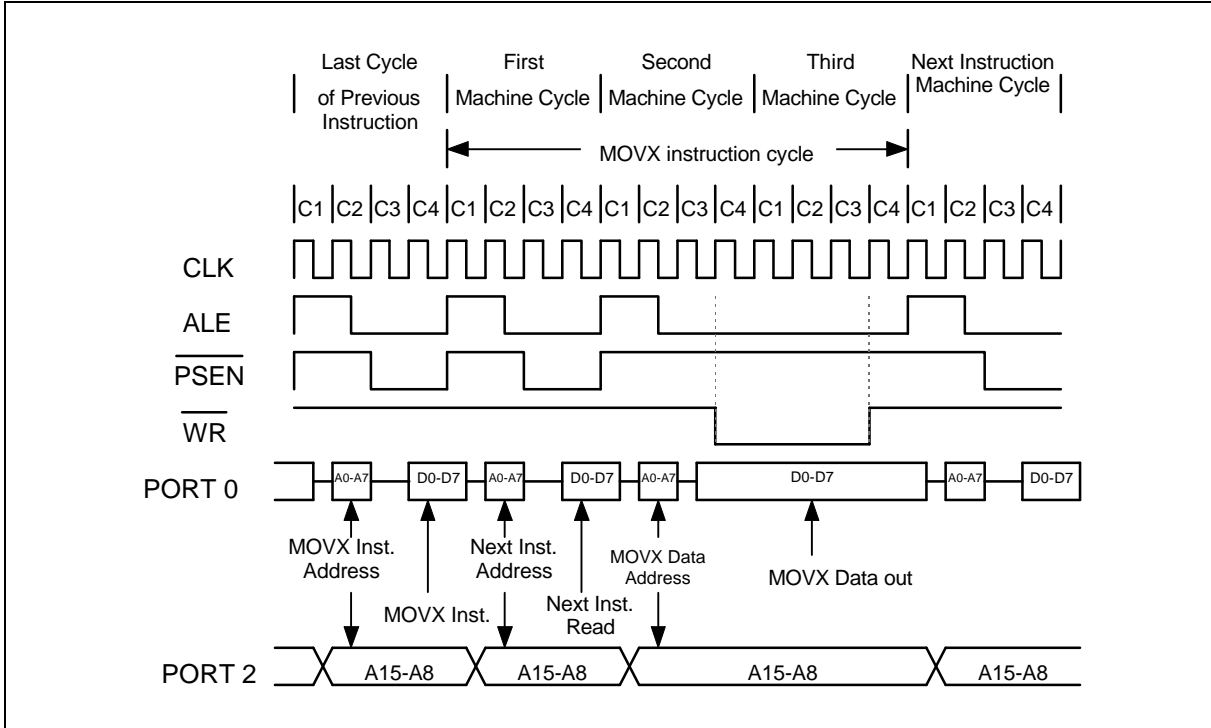 Last Cycle
of Previous
Instruction
First
Machine Cycle
Second
Machine Cycle
Third
Machine Cycle
Next Instruction
Machine Cycle
MOVX instruction cycle
C1 C2 C3 C4 C1 C2 C3 C4 C1 C2 C3 C4 C1 C2 C3 C4 C1 C2 C3 C4
CLK
ALE
PSEN
WR
PORT 0
A0-A7 D0-D7 A0-A7 D0-D7 A0-A7 D0-D7 A0-A7 D0-D7
MOVX Inst.
Address
MOVX Inst.
Next Inst.
Address
Next Inst.
Read
MOVX Data
Address
MOVX Data out
PORT 2
A15-A8 A15-A8 A15-A8 A15-A8